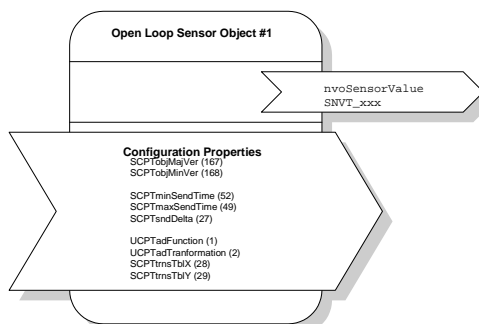 Open Loop Sensor Object #1
nvoSensorValue
SNVT_xxx
Configuration Properties
SCPTobjMajVer (167)
SCPTobjMinVer (168)
SCPTminSendTime (52)
SCPTmaxSendTime (49)
SCPTsndDelta (27)
UCPTadFunction (1)
UCPTadTranformation (2)
SCPTtrnsTblX (28)
SCPTtrnsTblY (29)